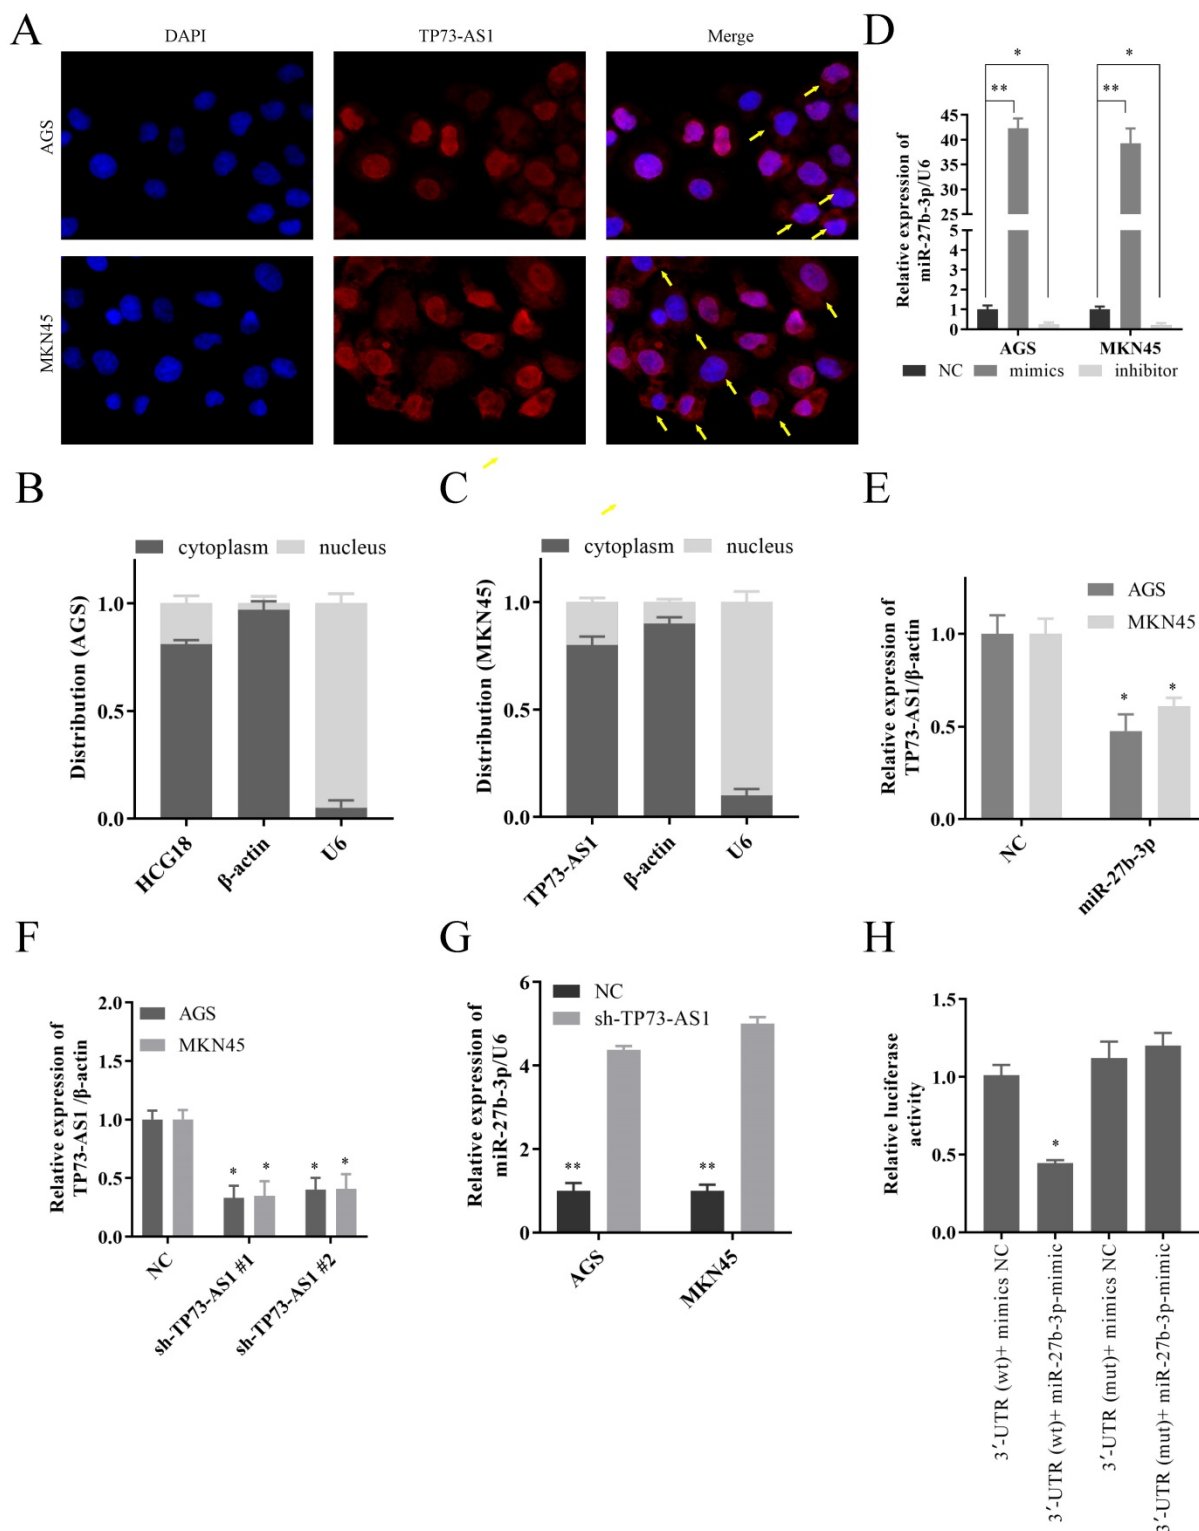 A
DAPI
TP73-AS1
Merge
AGS
MKN45
D
*
*
**
**
Relative expression of
miR-27b-3p/U6
45
40
35
30
25
5
4
3
2
1
0
AGS
MKN45
NC
mimics
inhibitor
B
cytoplasm
nucleus
Distribution (AGS)
1.0
0.5
0.0
HCG18
β-actin
U6
C
cytoplasm
nucleus
Distribution (MKN45)
1.0
0.5
0.0
TP73-AS1
β-actin
U6
E
AGS
MKN45
Relative expression of
TP73-AS1/β-actin
1.0
0.5
0.0
*
*
NC
miR-27b-3p
F
AGS
MKN45
Relative expression of
TP73-AS1 /β-actin
2.0
1.5
1.0
0.5
0.0
*
*
*
*
NC
sh-TP73-AS1 #1
sh-TP73-AS1 #2
G
NC
sh-TP73-AS1
Relative expression of
miR-27b-3p/U6
6
4
2
0
**
**
AGS
MKN45
H
Relative luciferase
activity
1.5
1.0
0.5
0.0
*
3′-UTR (wt)+ mimics NC
3′-UTR (wt)+ miR-27b-3p-mimic
3′-UTR (mut)+ mimics NC
3′-UTR (mut)+ miR-27b-3p-mimic